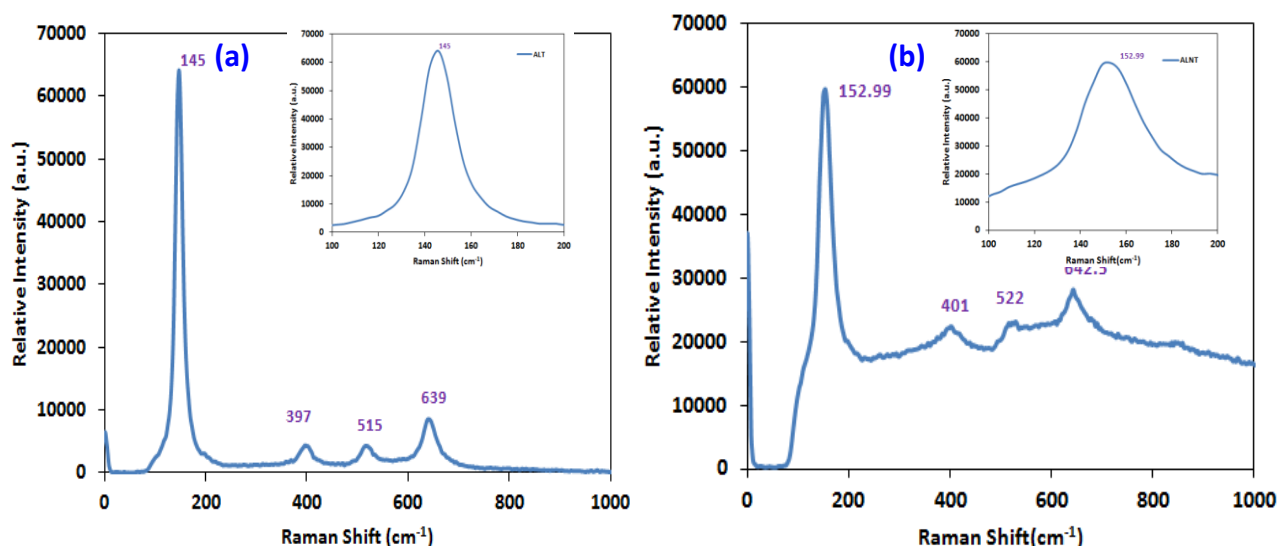 (a)
70000
60000
50000
40000
30000
20000
10000
0
0 200 400 600 800 1000
Relative Intensity (a.u.)
Raman Shift (cm-1)
145
397
515
639
70000
60000
50000
40000
30000
20000
10000
0
100 120 140 160 180 200
Relative Intensity (a.u.)
Raman Shift (cm-1)
145
ALT
(b)
70000
60000
50000
40000
30000
20000
10000
0
0 200 400 600 800 1000
Relative Intensity (a.u.)
Raman Shift(cm-1)
152.99
401
522
642.5
70000
60000
50000
40000
30000
20000
10000
0
100 120 140 160 180 200
Relative Intensity (a.u.)
Raman Shift(cm-1)
152.99
ALNT